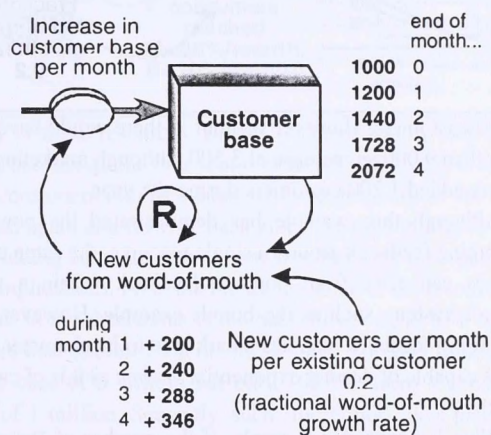 Increase in
customer base
per month
end of
month...
1000 0
1200 1
1440 2
1728 3
2072 4
Customer
base
R
New customers
from word-of-mouth
during
month 1 + 200
2 + 240
3 + 288
4 + 346
New customers per month
per existing customer
0.2
(fractional word-of-mouth
growth rate)